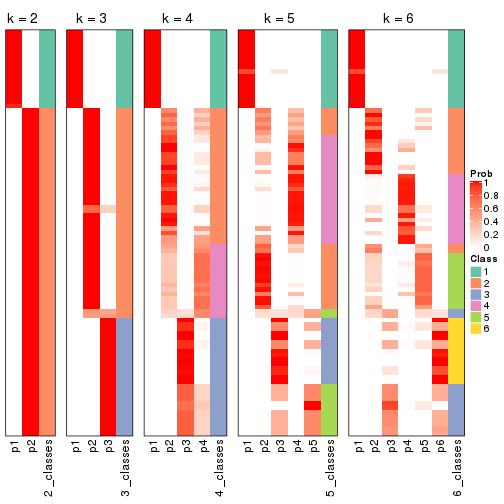 k = 2
k = 3
k = 4
k = 5
k = 6
p1
p2
2_classes
p1
p2
p3
3_classes
p1
p2
p3
p4
4_classes
p1
p2
p3
p4
p5
5_classes
p1
p2
p3
p4
p5
p6
6_classes
Prob
1
0.8
0.6
0.4
0.2
0
Class
1
2
3
4
5
6